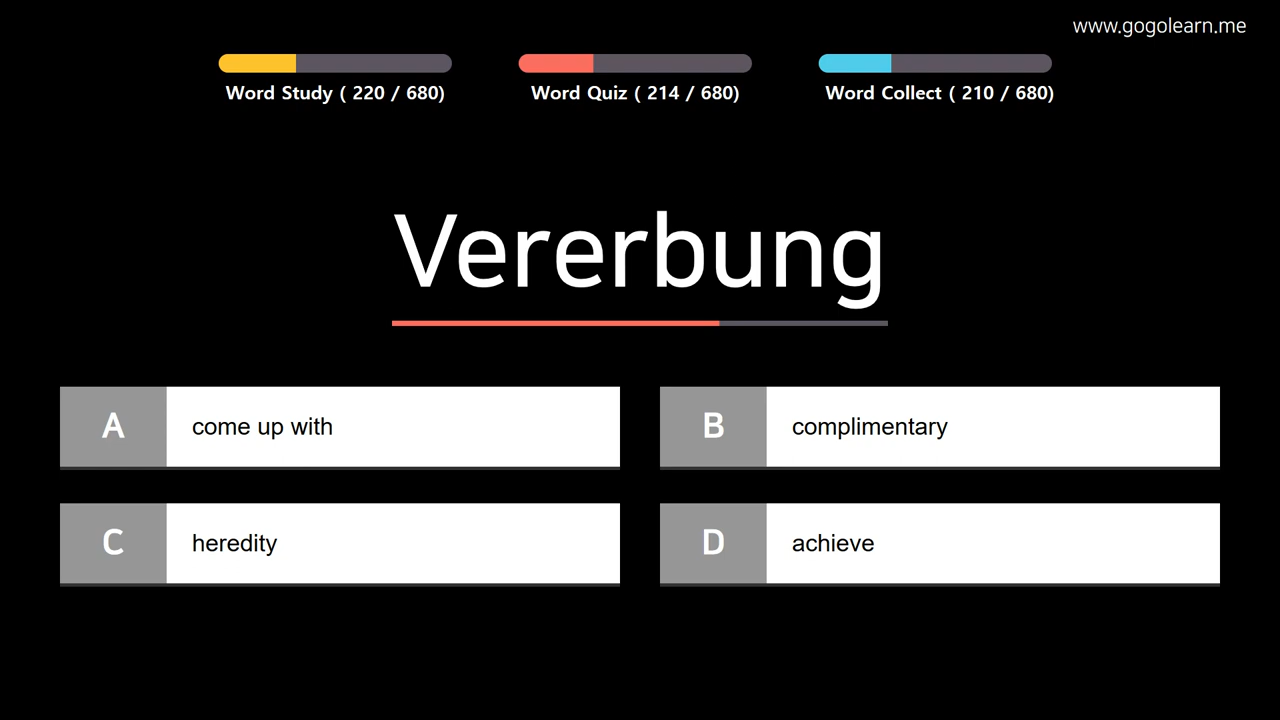 www.gogolearn.me
Word Study ( 220 / 680)
Word Quiz ( 214 / 680)
Word Collect ( 210 / 680)
Vererbung
A come up with
B complimentary
C heredity
D achieve